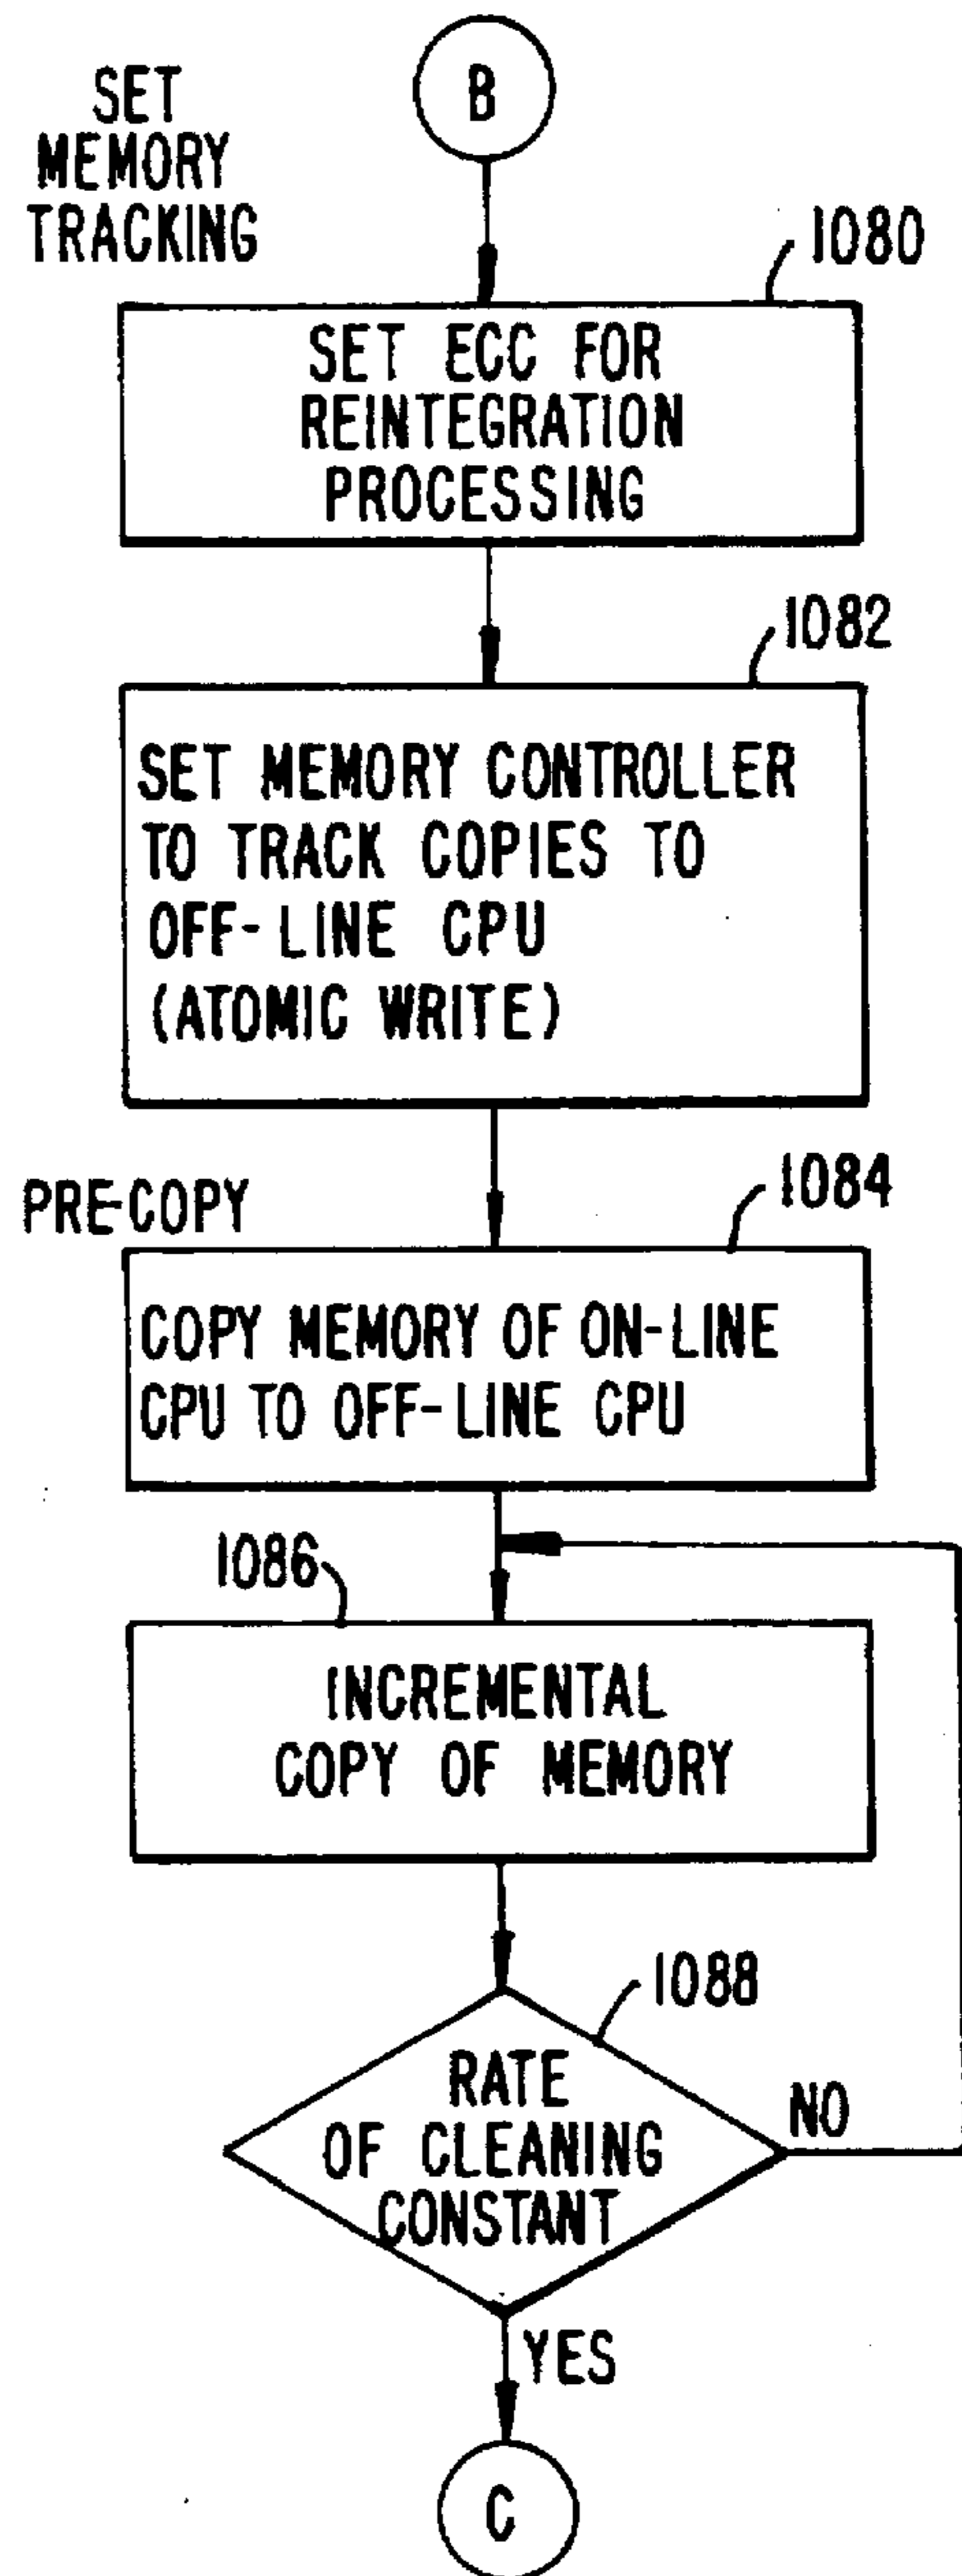 B
SET
MEMORY
TRACKING
1080
SET ECC FOR
REINTEGRATION
PROCESSING
1082
SET MEMORY CONTROLLER
TO TRACK COPIES TO
OFF-LINE CPU
(ATOMIC WRITE)
PRE-COPY
1084
COPY MEMORY OF ON-LINE
CPU TO OFF-LINE CPU
1086
INCREMENTAL
COPY OF MEMORY
1088
RATE
OF CLEANING
CONSTANT
NO
YES
C